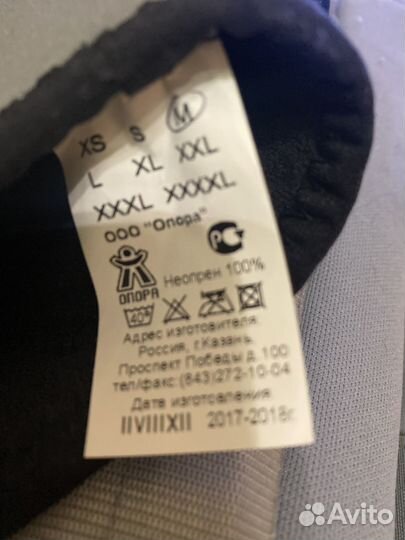 XS S M
L XL XXL
XXXL XXXXL
ООО "Опора"
РСТ
ОПОРА
Неопрен 100%
40°
Адрес изготовителя:
Россия, г.Казань,
Проспект Победы д. 100
тел/факс:(843)272-10-04
Дата изготовления
IIVIIIXII 2017-2018г.
Avito